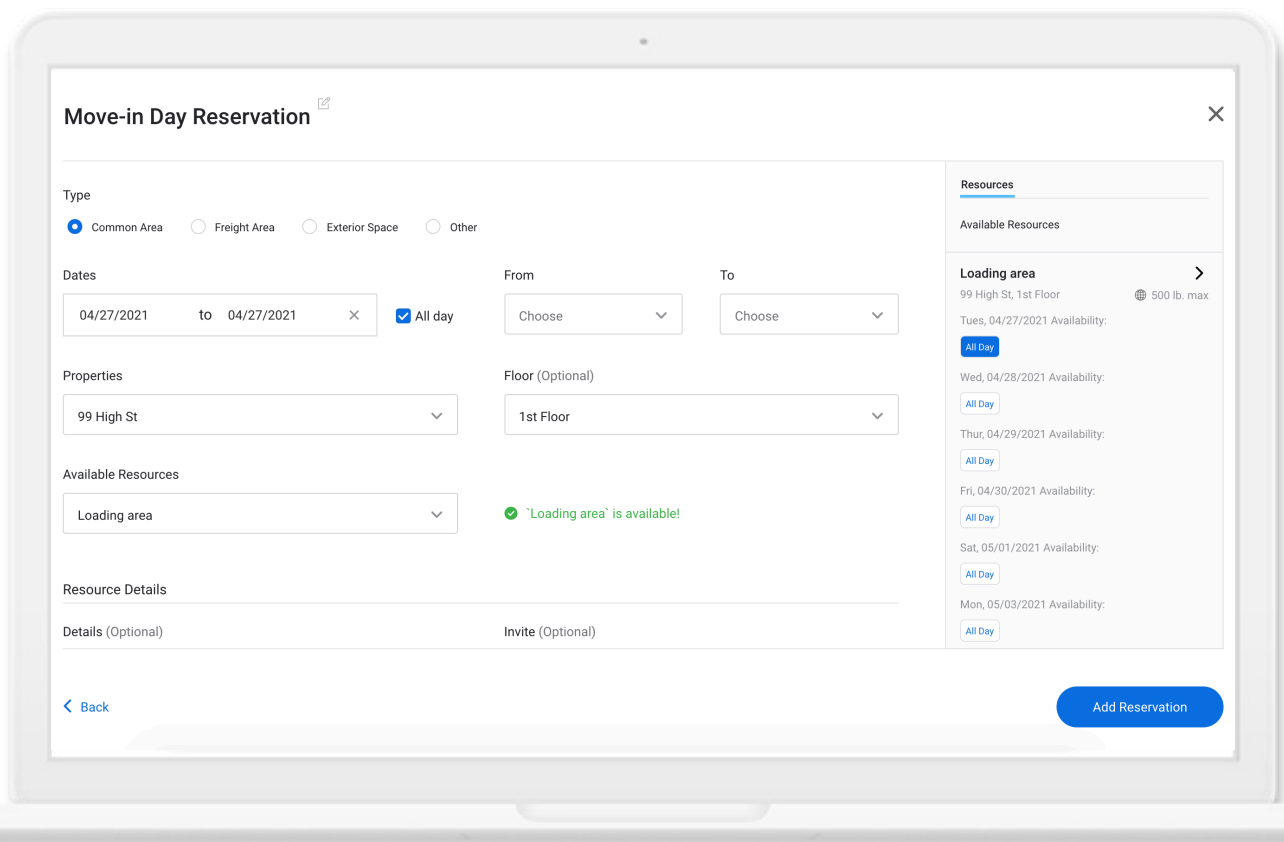 Move-in Day Reservation
Type
Common Area Freight Area Exterior Space Other
Dates From To
04/27/2021 to 04/27/2021 All day Choose Choose
Properties Floor (Optional)
99 High St 1st Floor
Available Resources
Loading area `Loading area` is available!
Resource Details
Details (Optional) Invite (Optional)
Resources
Available Resources
Loading area
99 High St, 1st Floor 500 lb. max
Tues, 04/27/2021 Availability:
All Day
Wed, 04/28/2021 Availability:
All Day
Thur, 04/29/2021 Availability:
All Day
Fri, 04/30/2021 Availability:
All Day
Sat, 05/01/2021 Availability:
All Day
Mon, 05/03/2021 Availability:
All Day
Back Add Reservation